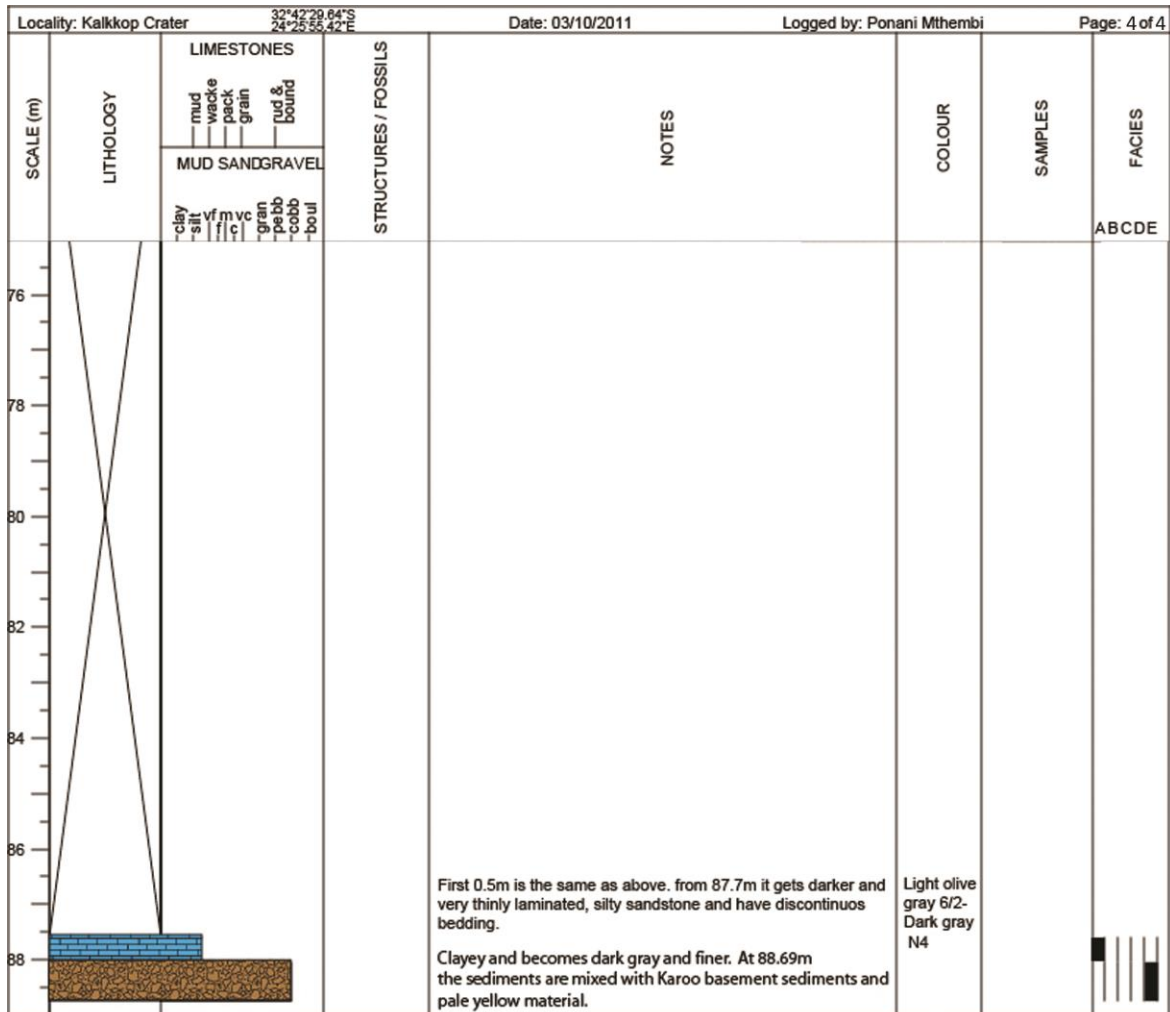 Locality: Kalkkop Crater 32°42'29.64"S Date: 03/10/2011 Logged by: Ponani Mthembi Page: 4 of 4
24°25'55.42"E
SCALE (m)
LITHOLOGY
LIMESTONES
mud
wacke
pack
grain
rud &
bound
MUD SANDGRAVEL
clay
silt
vf
f
m
c
vc
gran
pebb
cobb
boul
STRUCTURES / FOSSILS
NOTES
COLOUR
SAMPLES
FACIES
ABCDE
76
78
80
82
84
86
88
First 0.5m is the same as above. from 87.7m it gets darker and
very thinly laminated, silty sandstone and have discontinuos
bedding.
Clayey and becomes dark gray and finer. At 88.69m
the sediments are mixed with Karoo basement sediments and
pale yellow material.
Light olive
gray 6/2-
Dark gray
N4